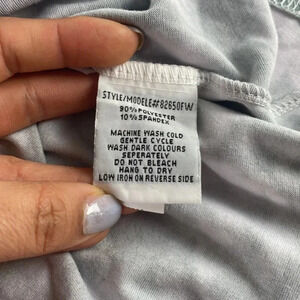 STYLE/MODELE#82650FW
90%POLYESTER
10%SPANDEX
MACHINE WASH COLD
GENTLE CYCLE
WASH DARK COLOURS
SEPERATELY
DO NOT BLEACH
HANG TO DRY
LOW IRON ON REVERSE SIDE